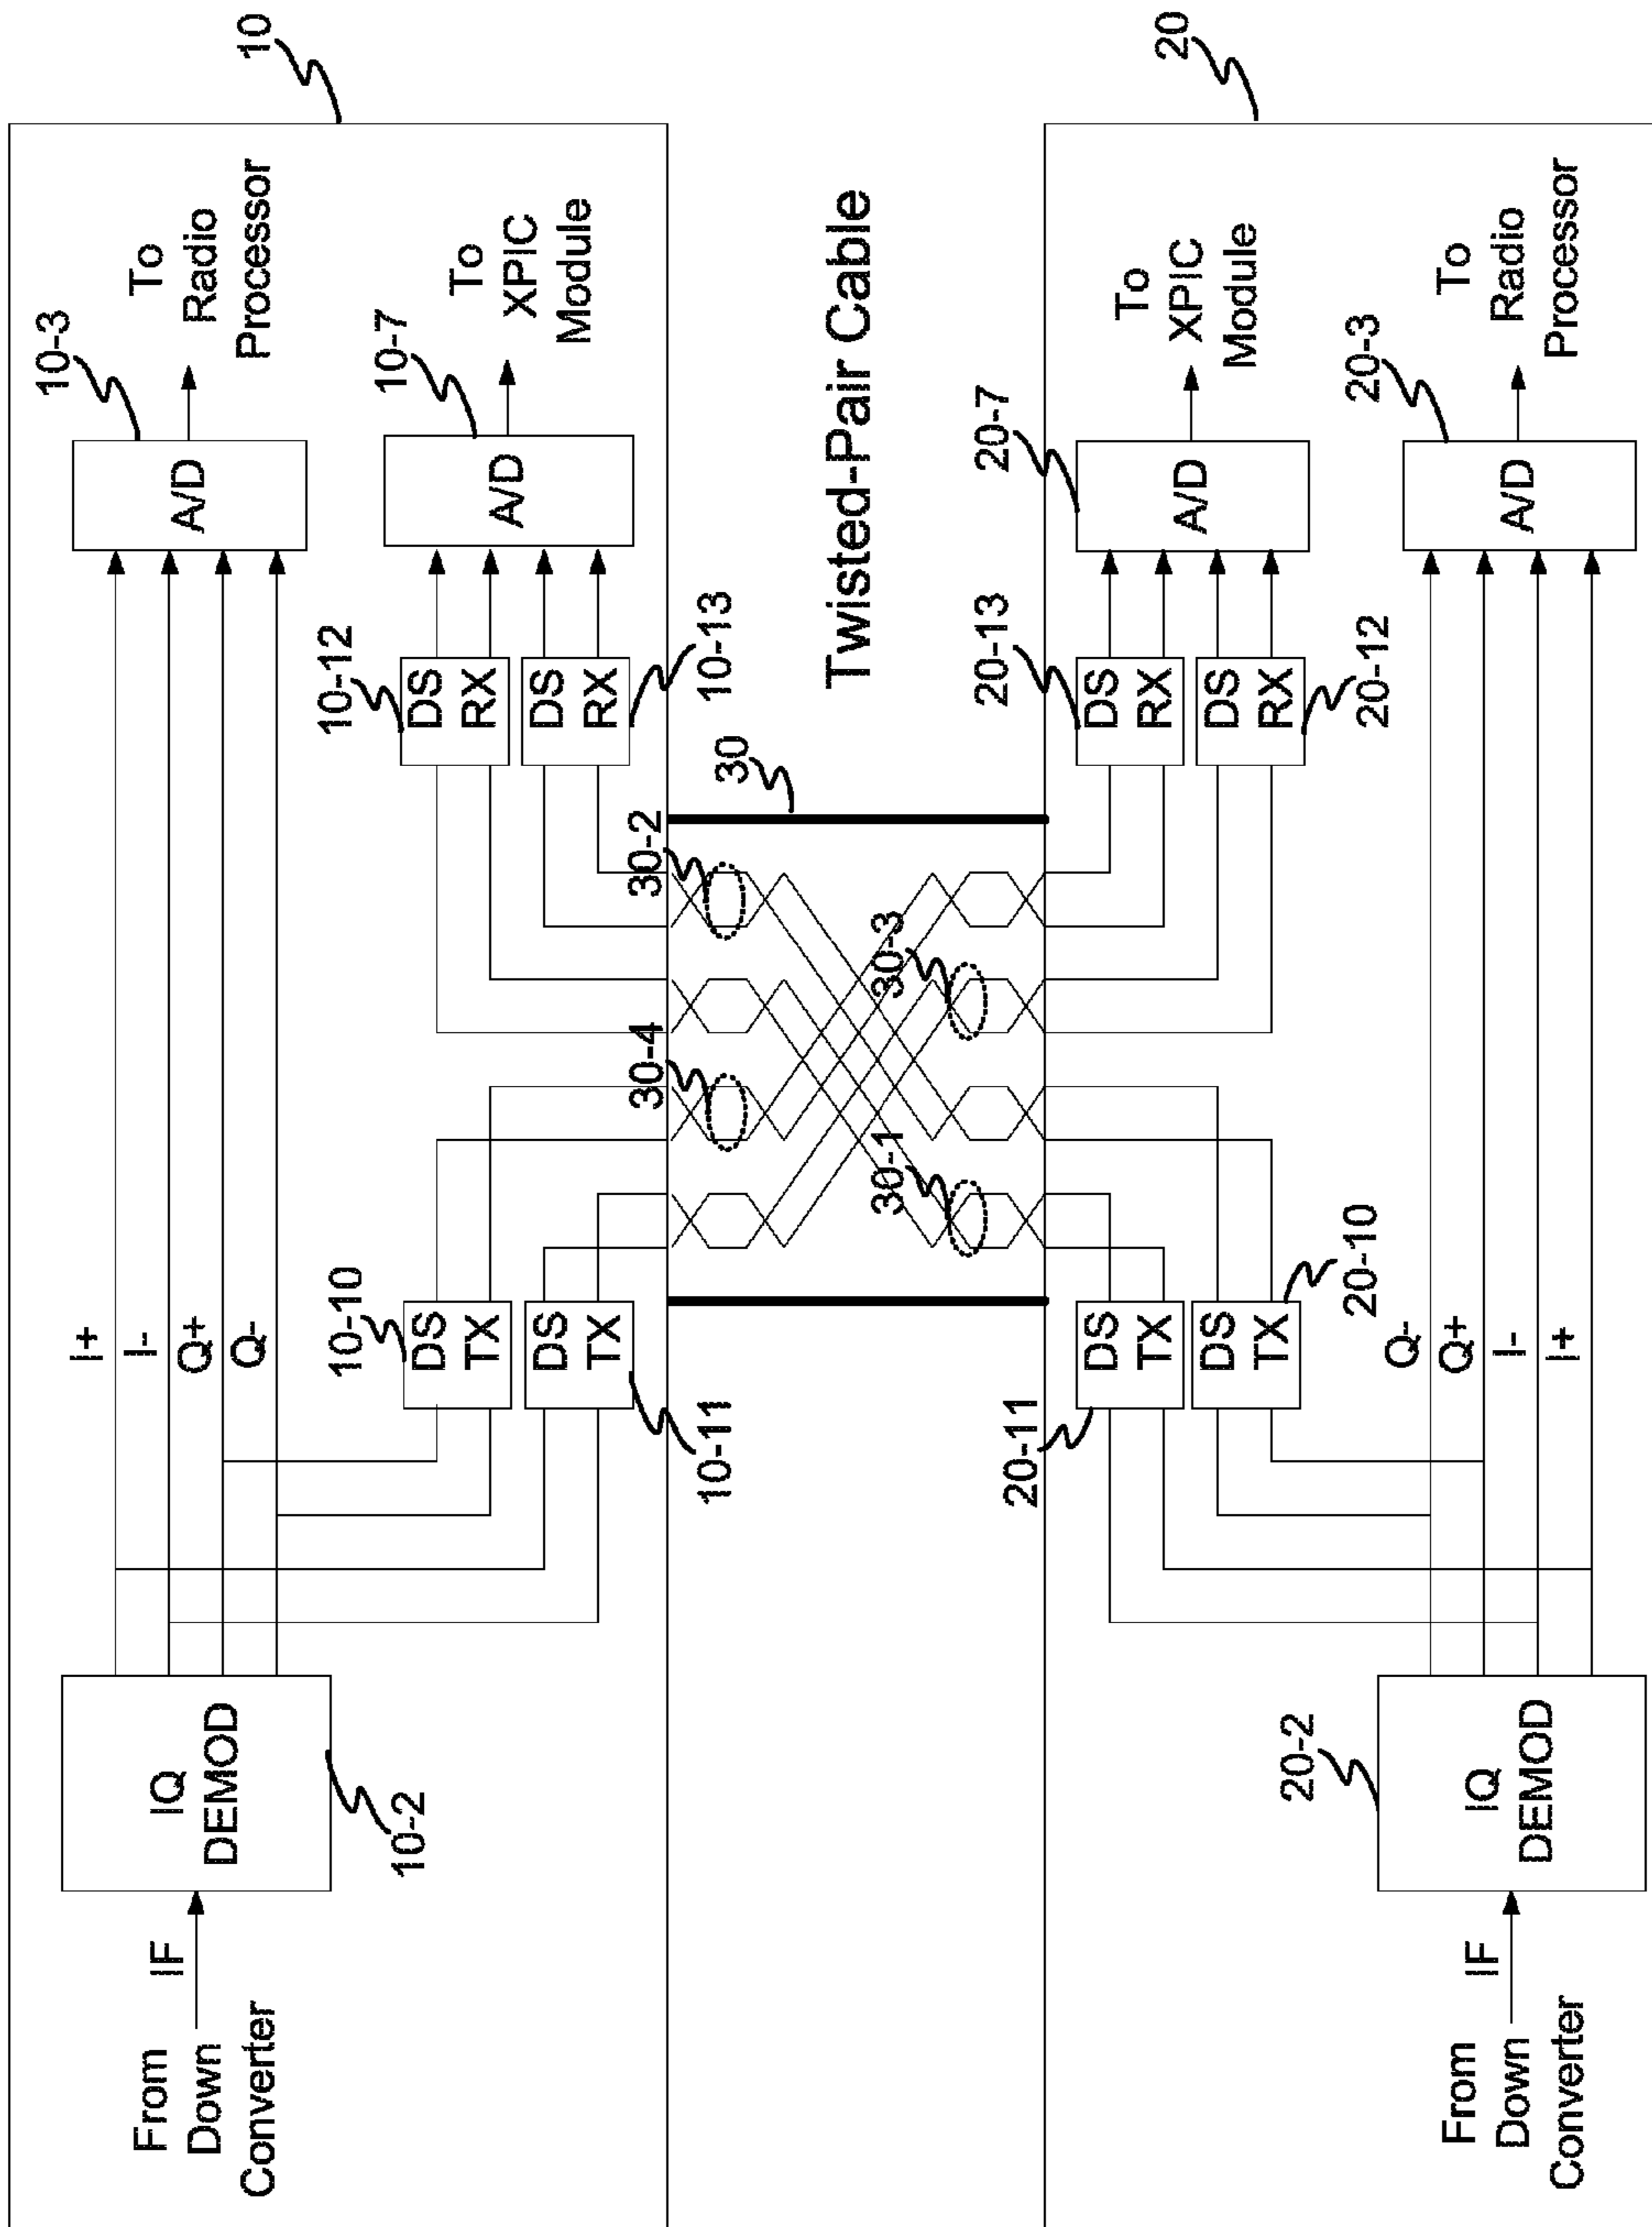 10
10-3
To
Radio
Processor
A/D
10-7
To
XPIC
Module
A/D
I+
I-
Q+
Q-
10-12
DS
RX
DS
RX
10-13
10-10
DS
TX
DS
TX
10-11
IQ
DEMOD
10-2
IF
From
Down
Converter
Twisted-Pair Cable
30
30-2
30-4
30-3
30-1
20
20-7
To
XPIC
Module
A/D
20-3
To
Radio
Processor
A/D
20-13
DS
RX
DS
RX
20-12
20-11
DS
TX
DS
TX
20-10
Q-
Q+
I-
I+
20-2
IQ
DEMOD
IF
From
Down
Converter